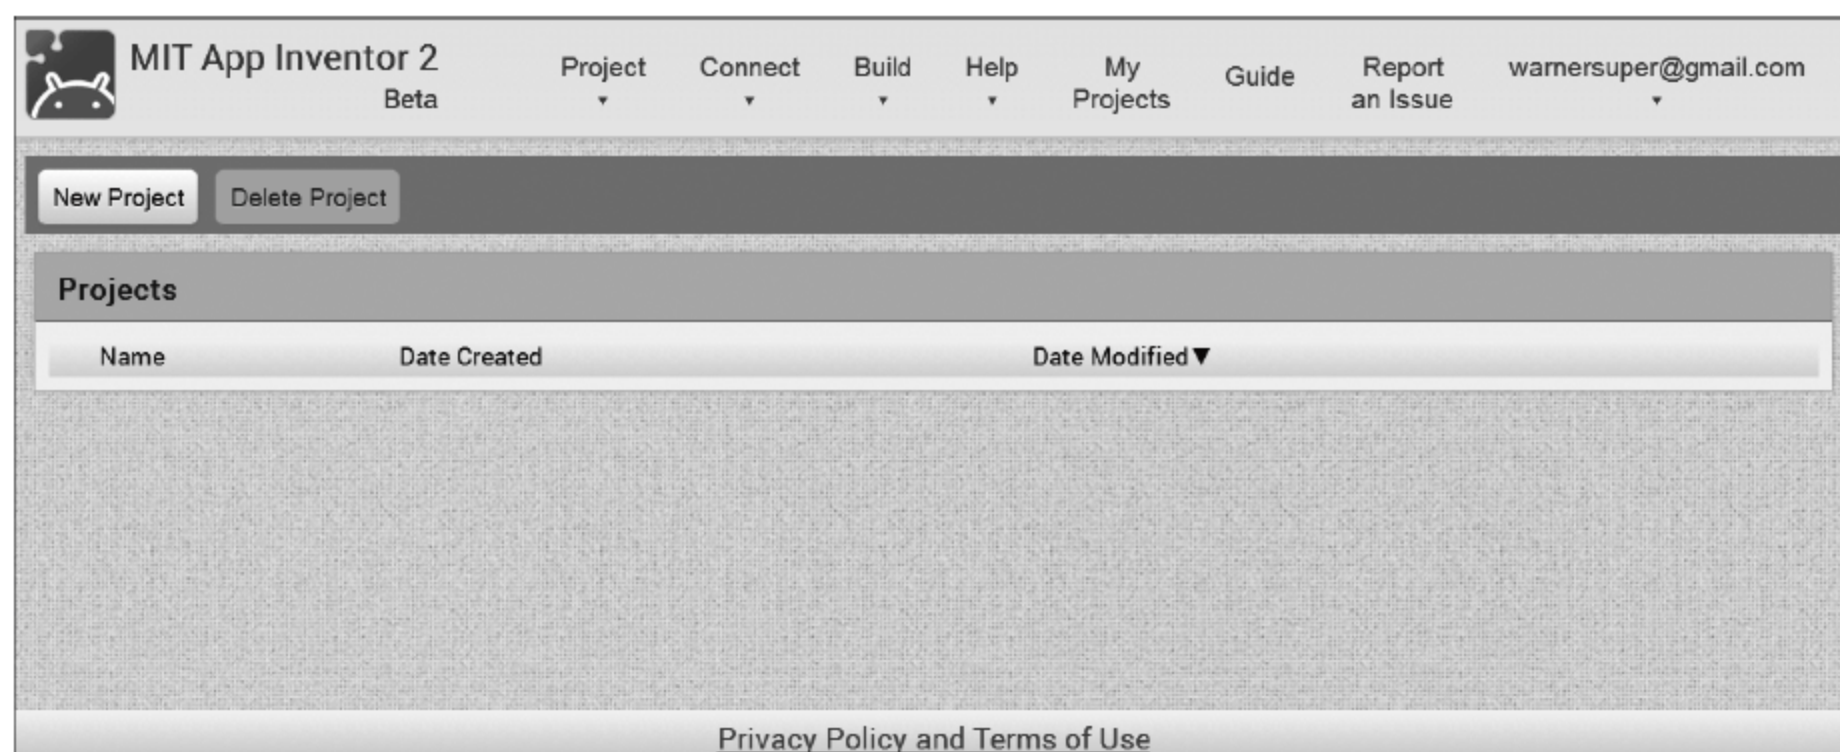 MIT App Inventor 2
Beta
Project
Connect
Build
Help
My
Projects
Guide
Report
an Issue
warnersuper@gmail.com
New Project
Delete Project
Projects
Name
Date Created
Date Modified▼
Privacy Policy and Terms of Use